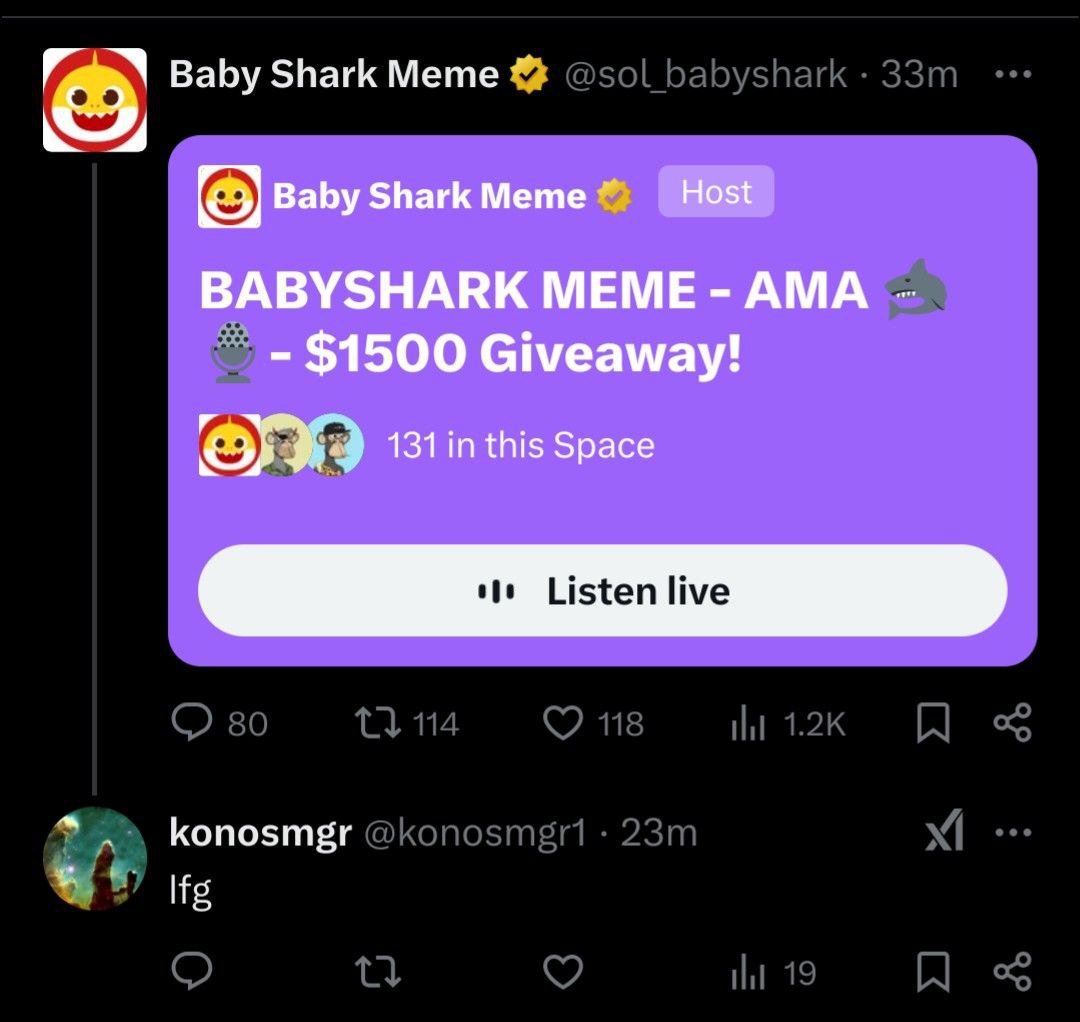 Baby Shark Meme @sol_babyshark · 33m
Baby Shark Meme Host
BABYSHARK MEME - AMA 🦈
🎙️ - $1500 Giveaway!
131 in this Space
Listen live
80 114 118 1.2K
konosmgr @konosmgr1 · 23m
lfg
19